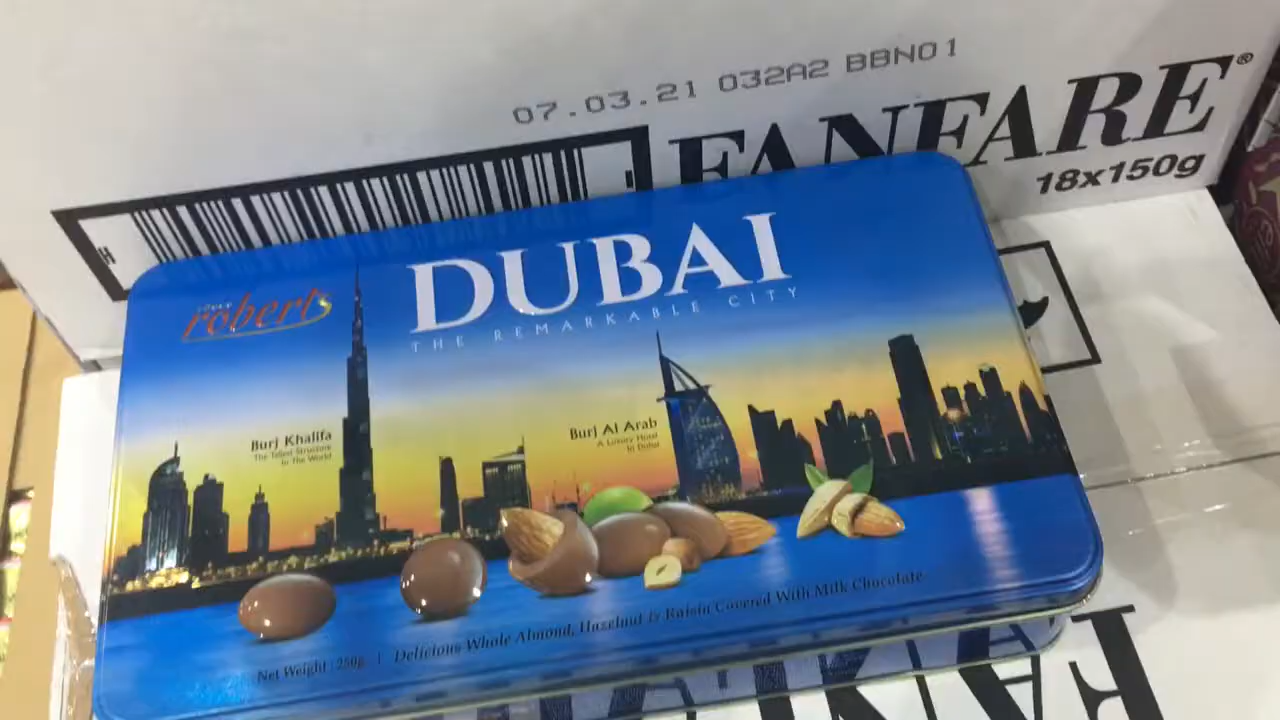 07.03.21 032A2 BBN01
FANFARE®
18x150g
roberts
DUBAI
THE REMARKABLE CITY
Burj Khalifa
The Tallest Structure
In The World
Burj Al Arab
A Luxury Hotel
In Dubai
Net Weight : 250g | Delicious Whole Almond, Hazelnut & Raisin Covered With Milk Chocolate